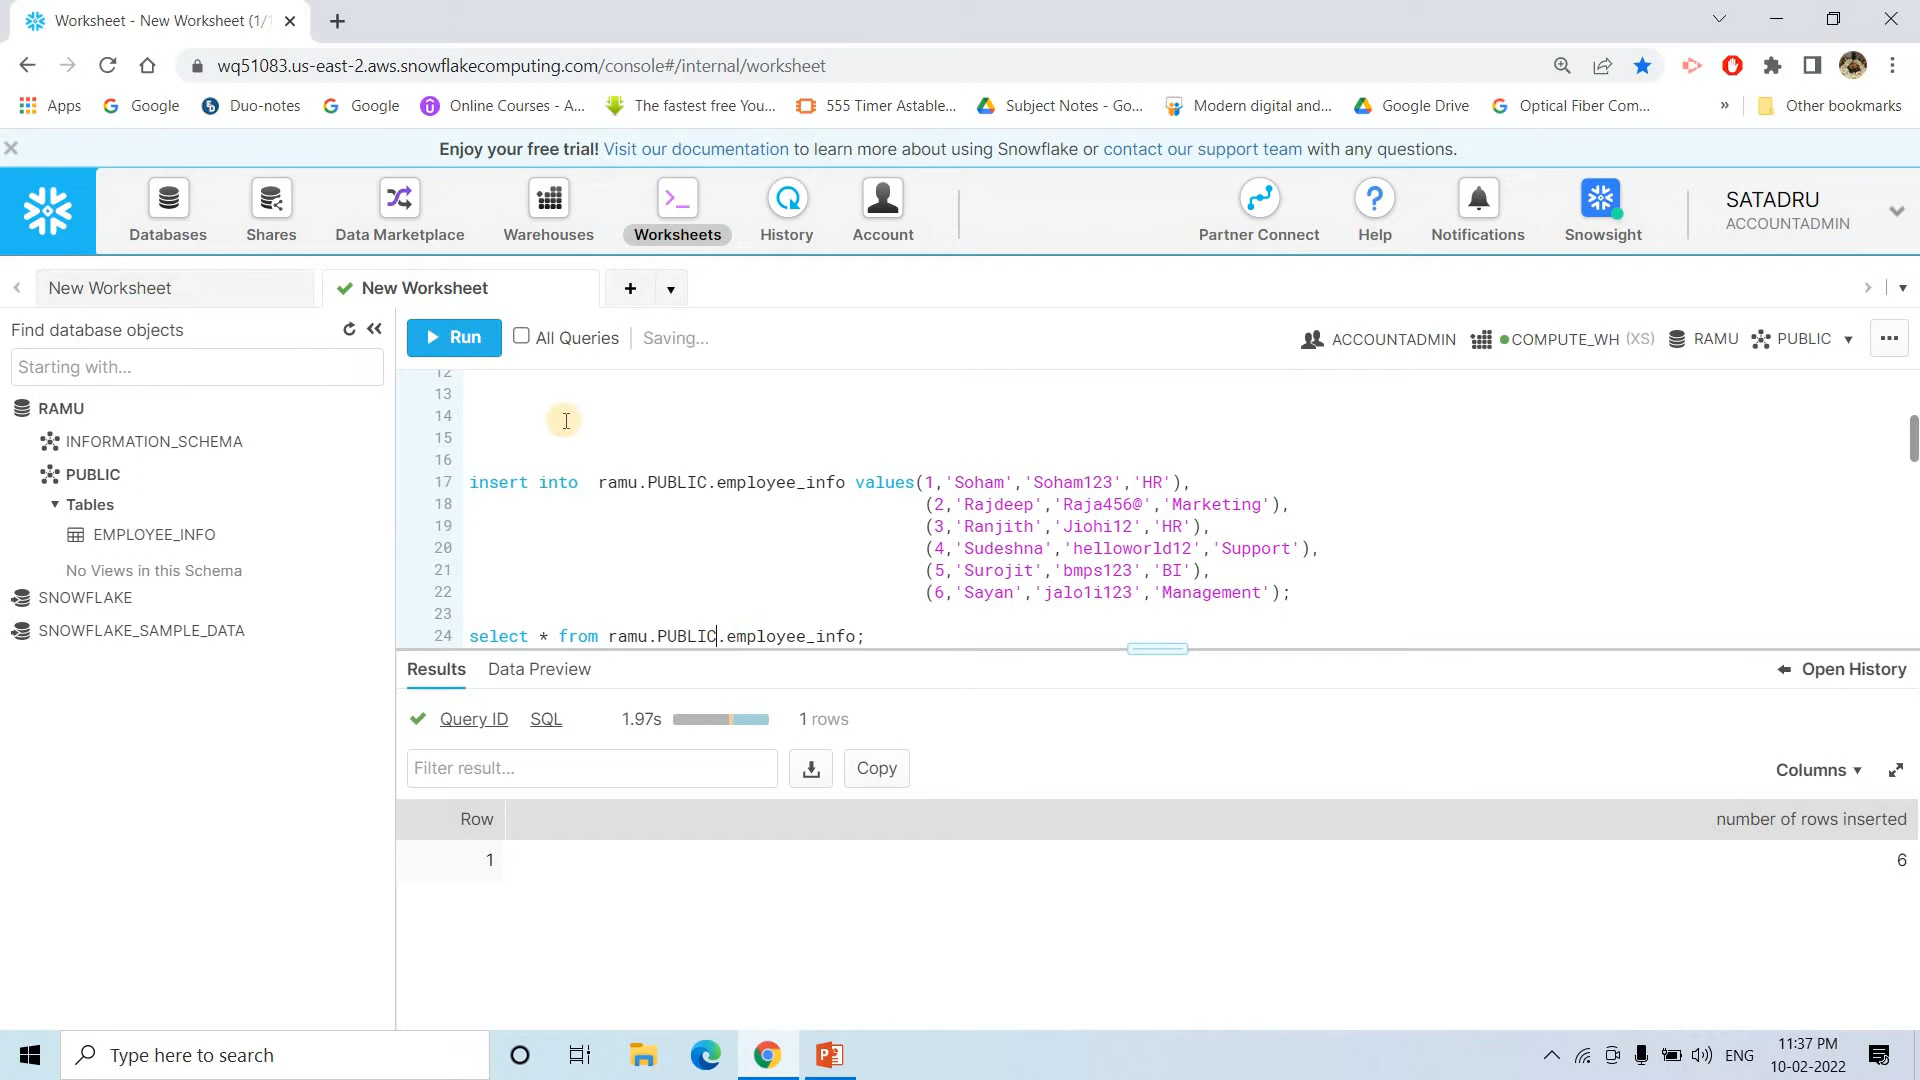 Worksheet - New Worksheet (1/1
wq51083.us-east-2.aws.snowflakecomputing.com/console#/internal/worksheet
Apps Google Duo-notes Google Online Courses - A... The fastest free You... 555 Timer Astable... Subject Notes - Go... Modern digital and... Google Drive Optical Fiber Com... » Other bookmarks
Enjoy your free trial! Visit our documentation to learn more about using Snowflake or contact our support team with any questions.
Databases Shares Data Marketplace Warehouses Worksheets History Account Partner Connect Help Notifications Snowsight
SATADRU
ACCOUNTADMIN
New Worksheet New Worksheet
Find database objects
Starting with...
RAMU
INFORMATION_SCHEMA
PUBLIC
Tables
EMPLOYEE_INFO
No Views in this Schema
SNOWFLAKE
SNOWFLAKE_SAMPLE_DATA
Run All Queries Saving... ACCOUNTADMIN COMPUTE_WH (XS) RAMU PUBLIC
12
13
14
15
16
17 insert into ramu.PUBLIC.employee_info values(1,'Soham','Soham123','HR'),
18 (2,'Rajdeep','Raja456@','Marketing'),
19 (3,'Ranjith','Jiohi12','HR'),
20 (4,'Sudeshna','helloworld12','Support'),
21 (5,'Surojit','bmps123','BI'),
22 (6,'Sayan','jalo1i123','Management');
23
24 select * from ramu.PUBLIC.employee_info;
Results Data Preview Open History
Query ID SQL 1.97s 1 rows
Filter result... Copy Columns
Row number of rows inserted
1 6
Type here to search
ENG
11:37 PM
10-02-2022